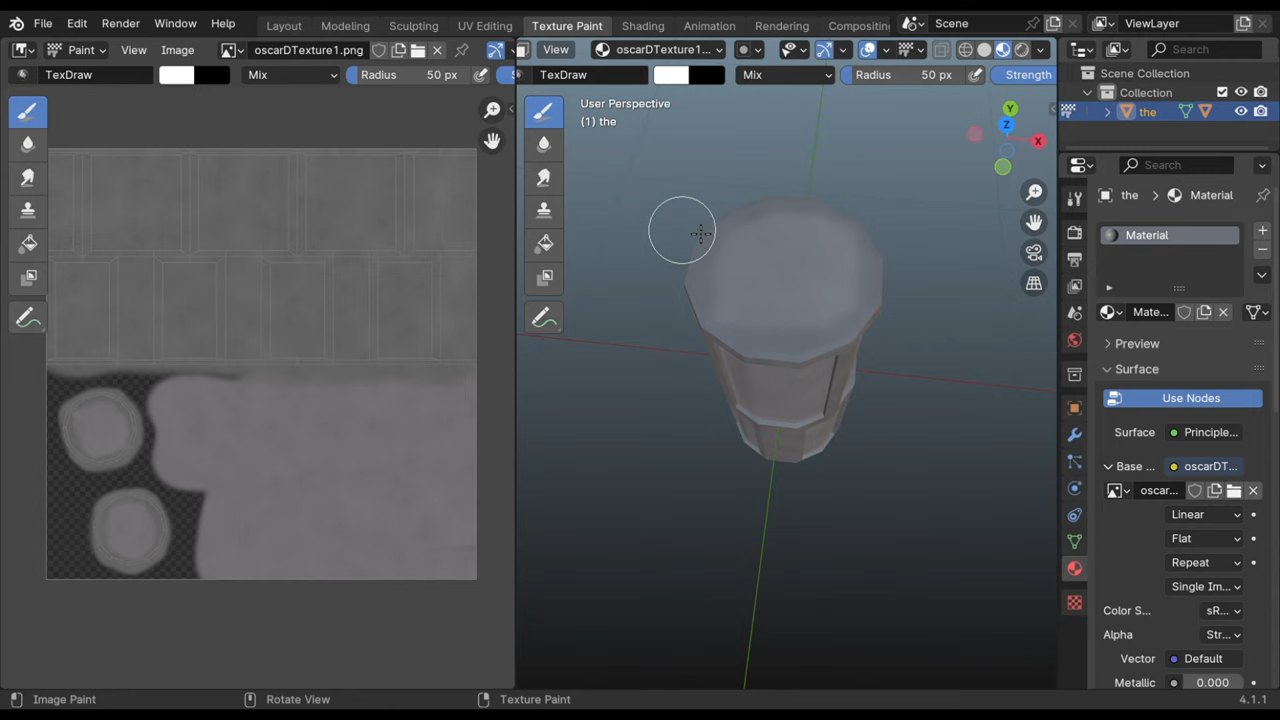 File Edit Render Window Help Layout Modeling Sculpting UV Editing Texture Paint Shading Animation Rendering Compositing Scene ViewLayer
Paint View Image oscarDTexture1.png View oscarDTexture1... Search
TexDraw Mix Radius 50 px TexDraw Mix Radius 50 px Strength
Scene Collection
Collection
the
User Perspective
(1) the
Y
Z
X
Search
the Material
Material
Mate...
Preview
Surface
Use Nodes
Surface Principle...
Base ... oscarDT...
oscar...
Linear
Flat
Repeat
Single Im...
Color S... sR...
Alpha Str...
Vector Default
Metallic 0.000
Image Paint Rotate View Texture Paint 4.1.1